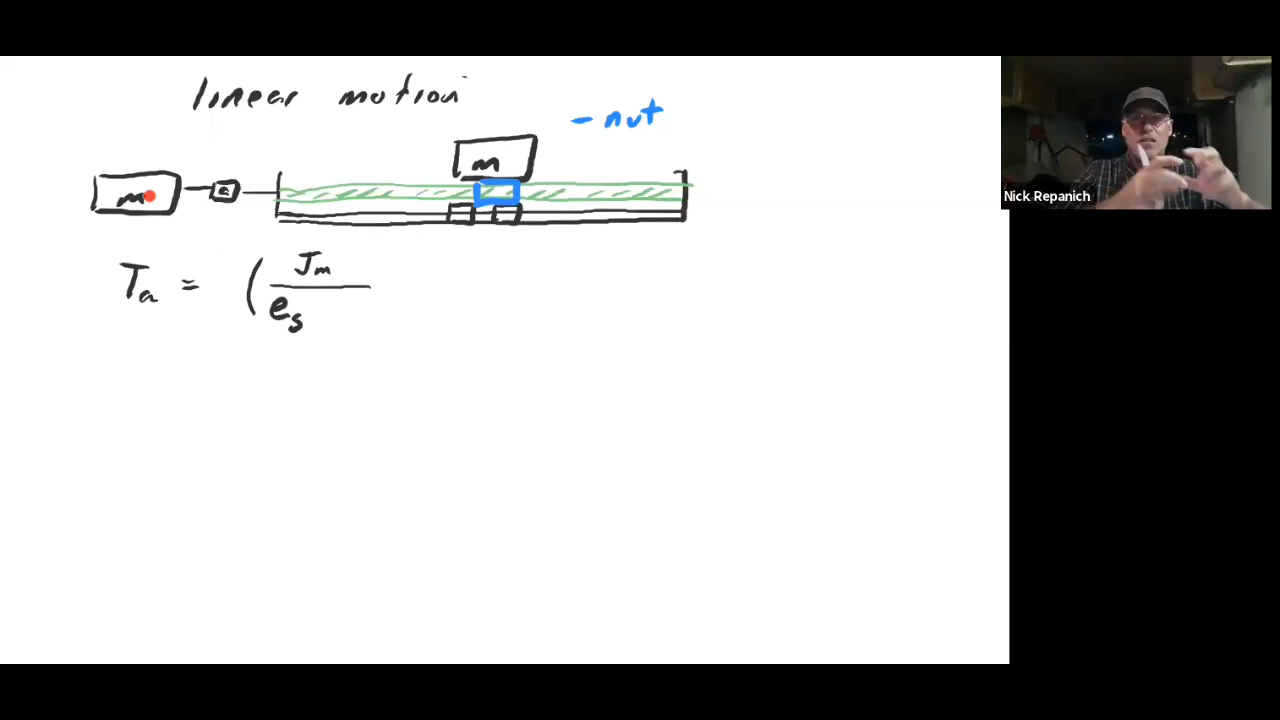 linear motion
- nut
m
m c
Nick Repanich
Ta = ( Jm
es